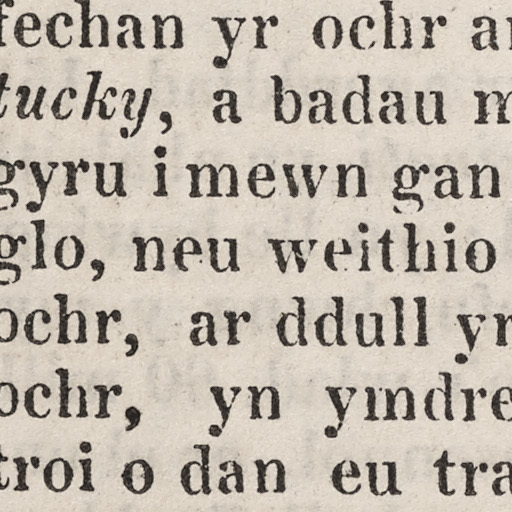 fechan yr ochr a
tucky, a badau m
gyru i mewn gan
glo, neu weithio
ochr, ar ddull yr
ochr, yn ymdre
troi o dan eu tra